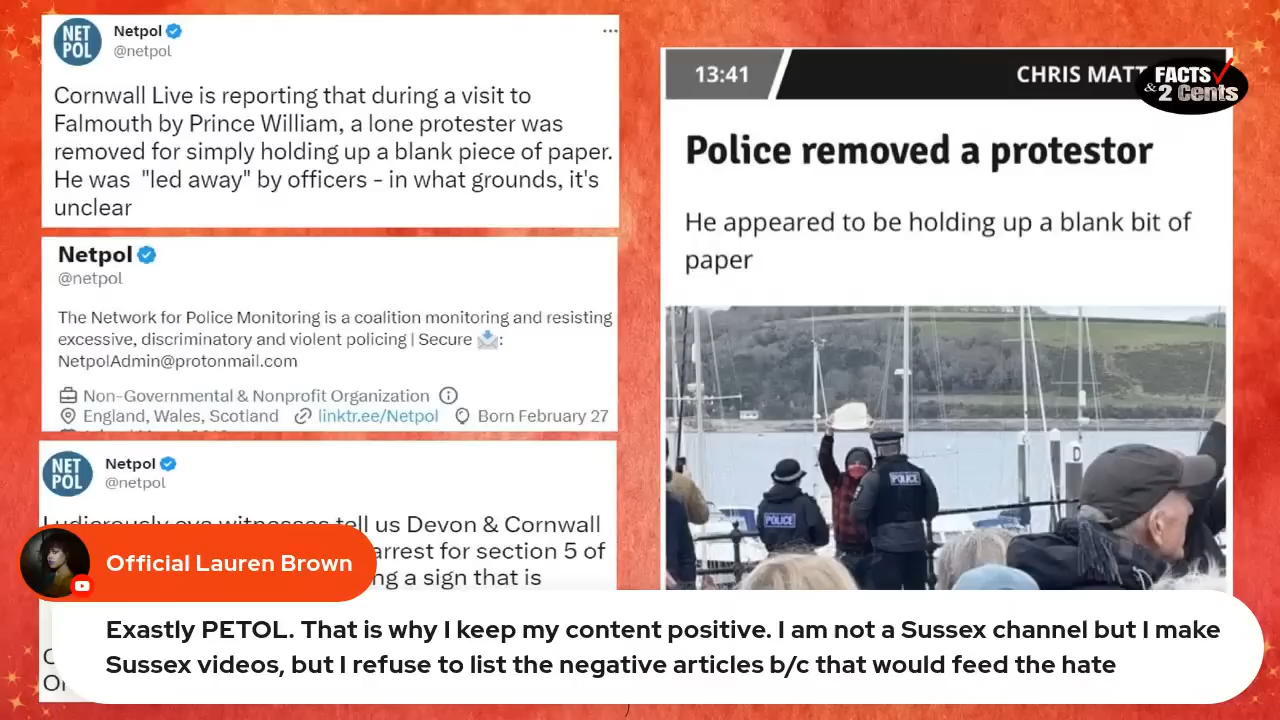 NET
POL
Netpol
@netpol
...
Cornwall Live is reporting that during a visit to
Falmouth by Prince William, a lone protester was
removed for simply holding up a blank piece of paper.
He was "led away" by officers - in what grounds, it's
unclear
Netpol
@netpol
The Network for Police Monitoring is a coalition monitoring and resisting
excessive, discriminatory and violent policing | Secure 📩:
NetpolAdmin@protonmail.com
Non-Governmental & Nonprofit Organization
England, Wales, Scotland linktr.ee/Netpol Born February 27
NET
POL
Netpol
@netpol
Ludicrously eye witnesses tell us Devon & Cornwall
arrest for section 5 of
a sign that is
13:41
CHRIS MATT
FACTS
& 2 Cents
Police removed a protestor
He appeared to be holding up a blank bit of
paper
POLICE
POLICE
D
Official Lauren Brown
Exastly PETOL. That is why I keep my content positive. I am not a Sussex channel but I make
Sussex videos, but I refuse to list the negative articles b/c that would feed the hate